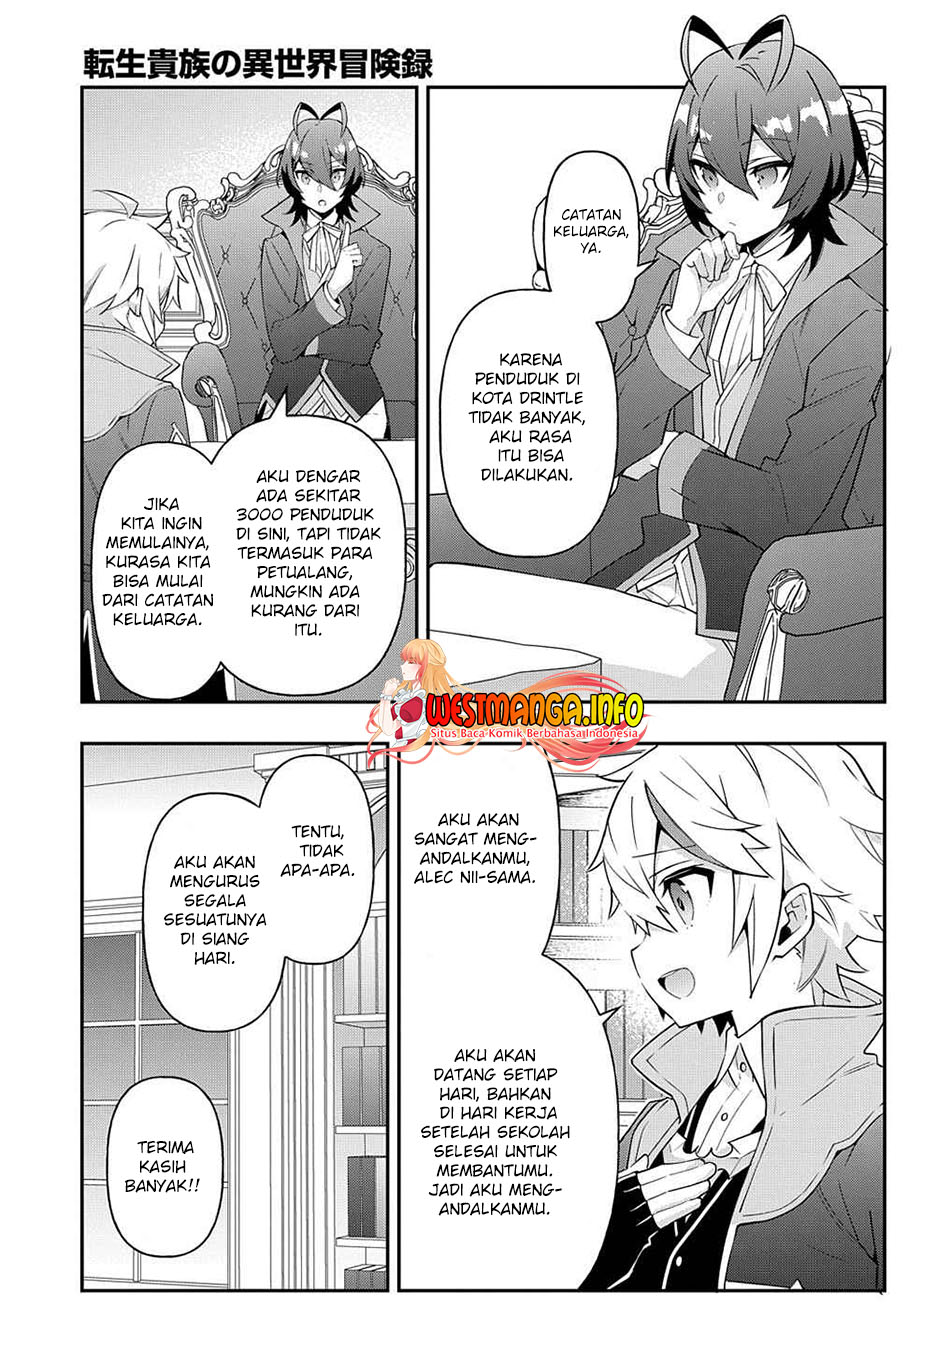 転生貴族の異世界冒険録
CATATAN
KELUARGA,
YA.
KARENA
PENDUDUK DI
KOTA DRINTLE
TIDAK BANYAK,
AKU RASA
ITU BISA
DILAKUKAN.
AKU DENGAR
ADA SEKITAR
3000 PENDUDUK
DI SINI, TAPI TIDAK
TERMASUK PARA
PETUALANG,
MUNGKIN ADA
KURANG DARI
ITU.
JIKA
KITA INGIN
MEMULAINYA,
KURASA KITA
BISA MULAI
DARI CATATAN
KELUARGA.
WESTMANGA.INFO
Situs Baca Komik Berbahasa Indonesia
AKU AKAN
SANGAT MENG-
ANDALKANMU,
ALEC NII-SAMA.
AKU AKAN
DATANG SETIAP
HARI, BAHKAN
DI HARI KERJA
SETELAH SEKOLAH
SELESAI UNTUK
MEMBANTUMU.
JADI AKU MENG-
ANDALKANMU.
TENTU,
TIDAK
APA-APA.
AKU AKAN
MENGURUS
SEGALA
SESUATUNYA
DI SIANG
HARI.
TERIMA
KASIH
BANYAK!!